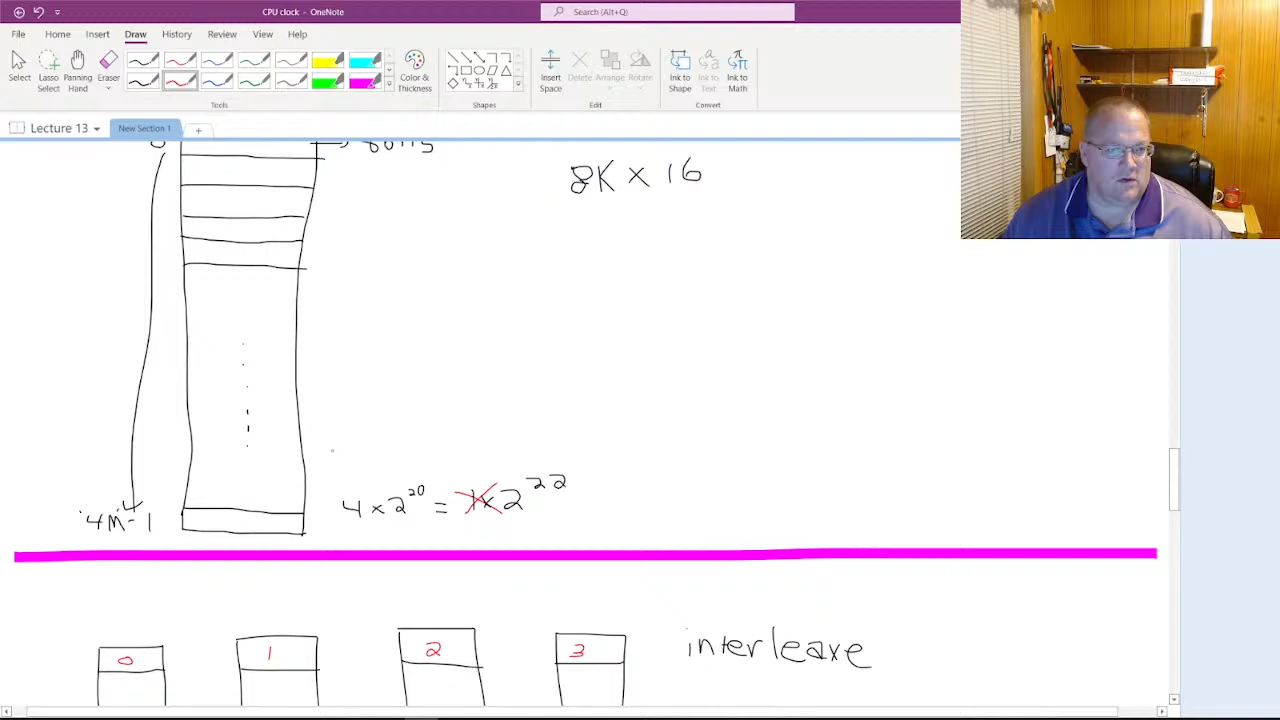 CPU clock - OneNote
Search (Alt+Q)
File Home Insert Draw History Review View Help
Select Lasso Select Panning Hand Eraser Color & Thickness Insert Space Delete Arrange Rotate Ink to Shape Ink to Text Ink to Math
Tools Shapes Edit Convert
Lecture 13 New Section 1 +
8K × 16
4M-1
4 × 2^20 = 1× 2^22
0 1 2 3 interleave